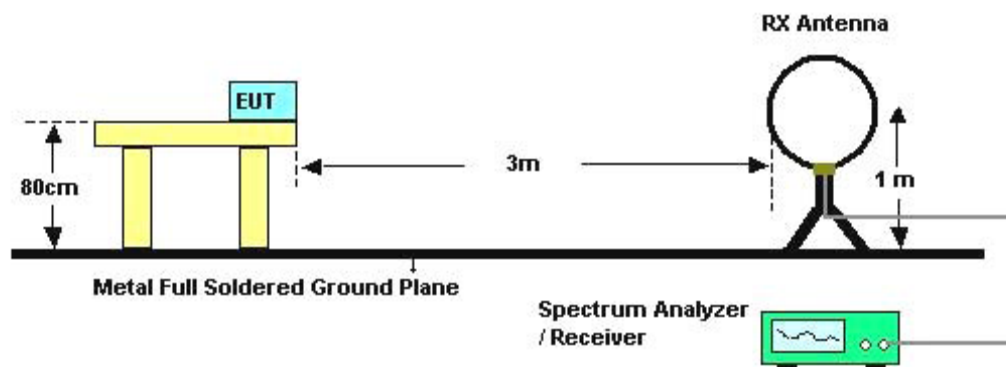 RX Antenna
EUT
80cm
3m
1 m
Metal Full Soldered Ground Plane
Spectrum Analyzer
/ Receiver